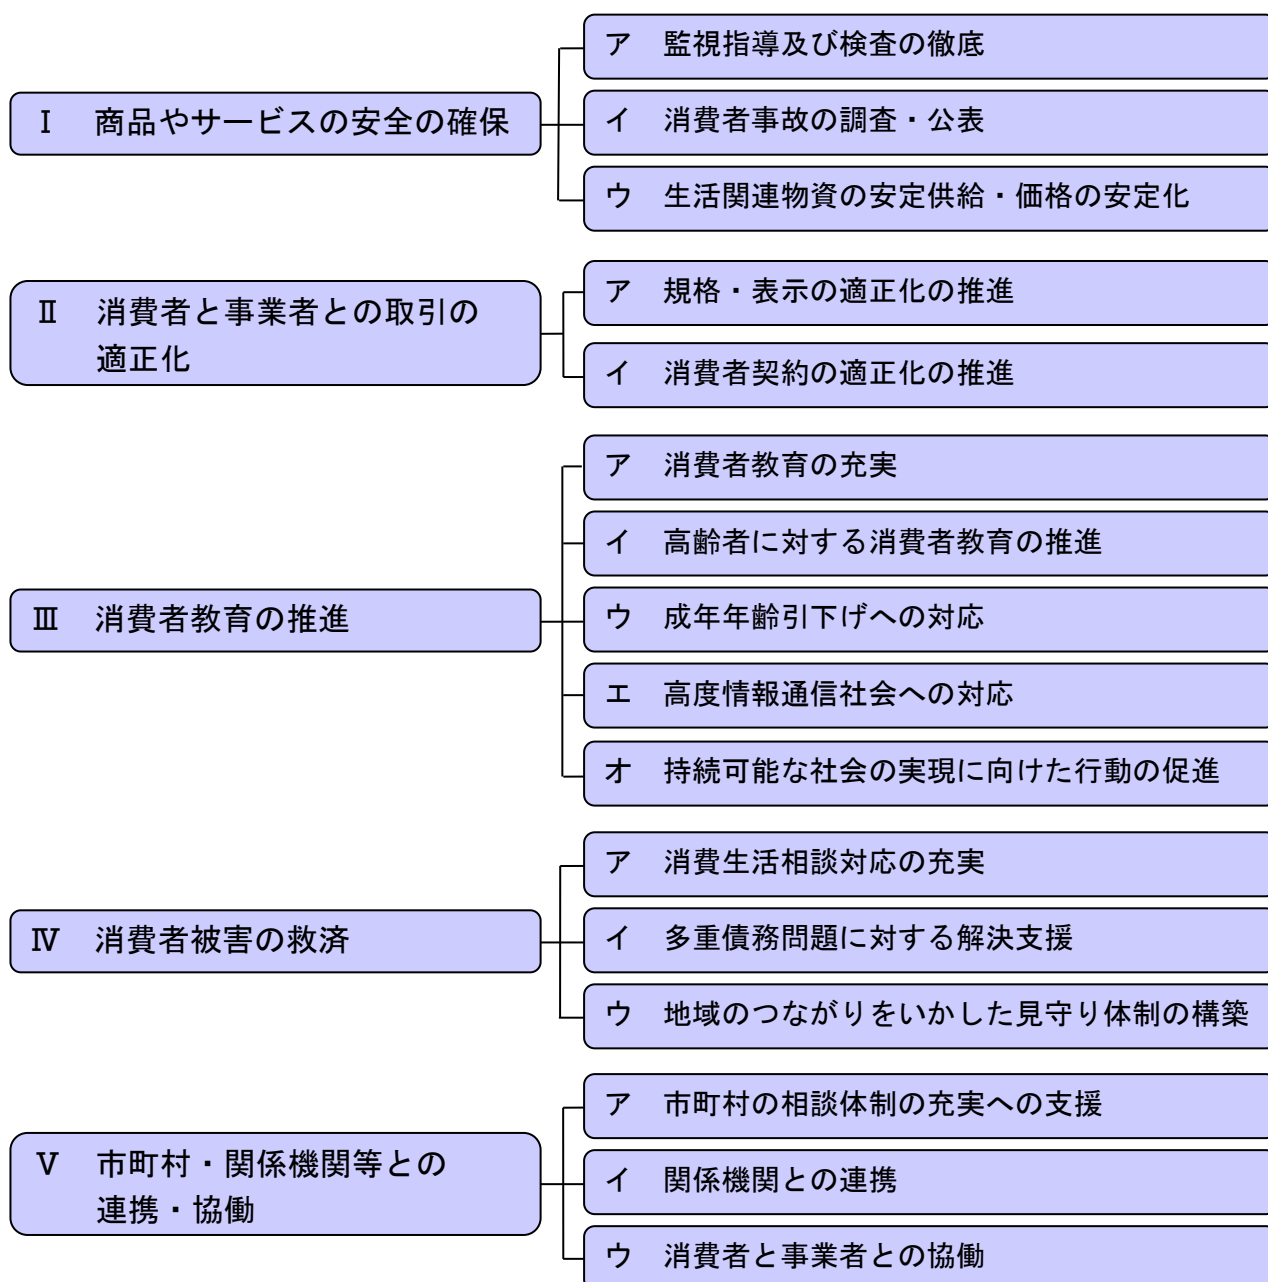 Ⅰ 商品やサービスの安全の確保
ア 監視指導及び検査の徹底
イ 消費者事故の調査・公表
ウ 生活関連物資の安定供給・価格の安定化
Ⅱ 消費者と事業者との取引の
適正化
ア 規格・表示の適正化の推進
イ 消費者契約の適正化の推進
Ⅲ 消費者教育の推進
ア 消費者教育の充実
イ 高齢者に対する消費者教育の推進
ウ 成年年齢引下げへの対応
エ 高度情報通信社会への対応
オ 持続可能な社会の実現に向けた行動の促進
Ⅳ 消費者被害の救済
ア 消費生活相談対応の充実
イ 多重債務問題に対する解決支援
ウ 地域のつながりをいかした見守り体制の構築
Ⅴ 市町村・関係機関等との
連携・協働
ア 市町村の相談体制の充実への支援
イ 関係機関との連携
ウ 消費者と事業者との協働